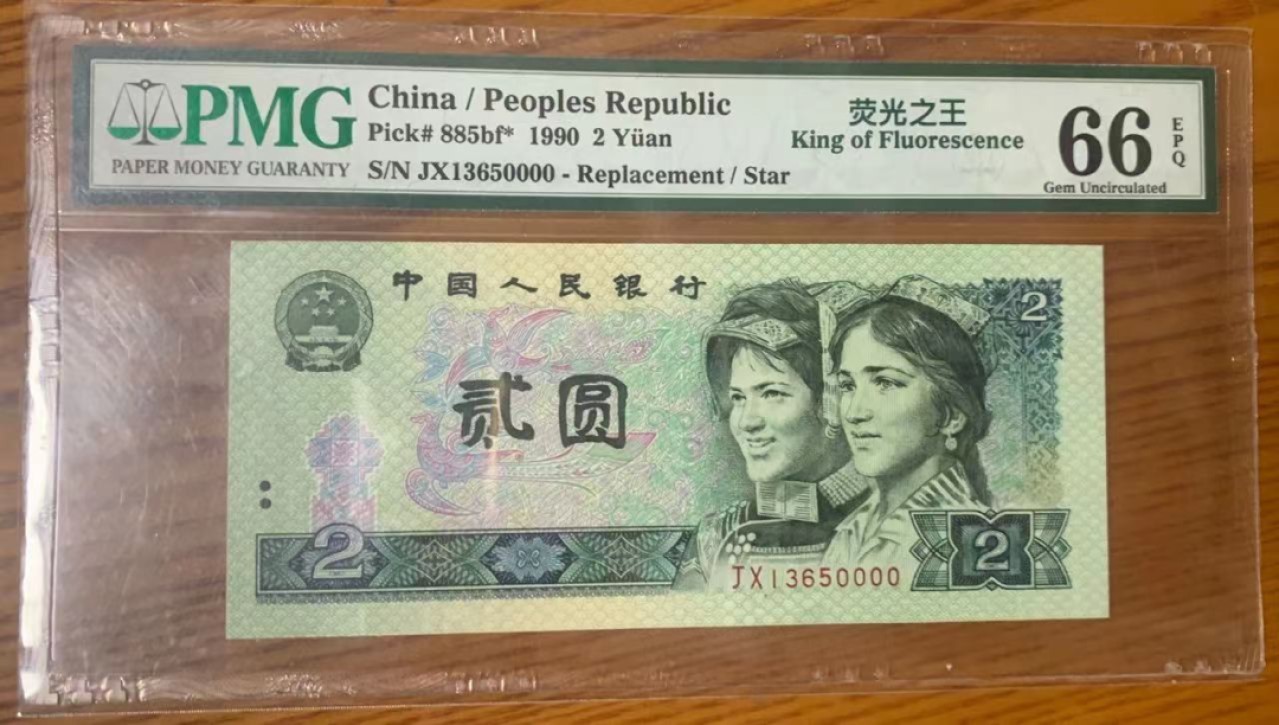 PMG
PAPER MONEY GUARANTY
China / Peoples Republic
Pick# 885bf* 1990 2 Yüan
S/N JX13650000 - Replacement / Star
荧光之王
King of Fluorescence
66
EPQ
Gem Uncirculated
中国人民银行
2
贰圆
2
2
JX13650000